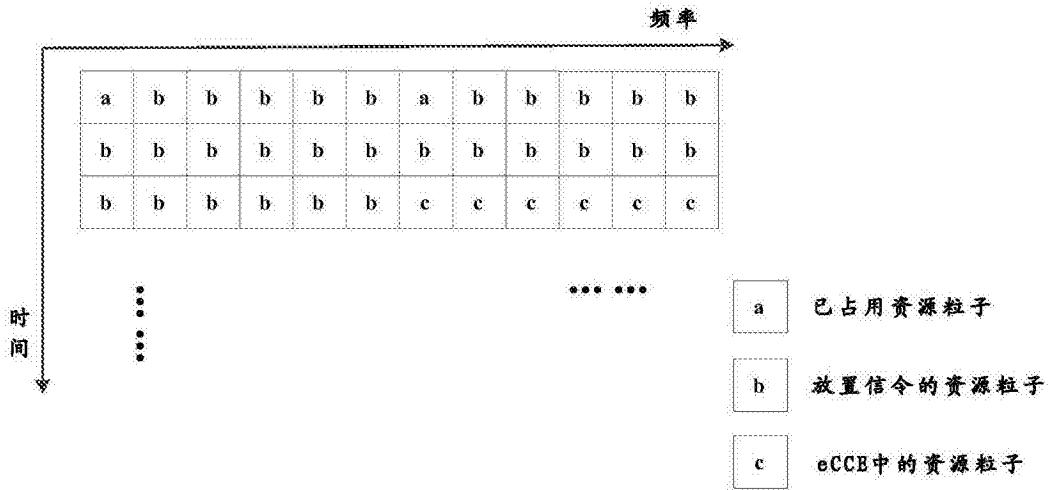 频率
a b b b b b a b b b b b
b b b b b b b b b b b b
b b b b b b c c c c c c
时间
a 已占用资源粒子
b 放置信令的资源粒子
c eCCE中的资源粒子